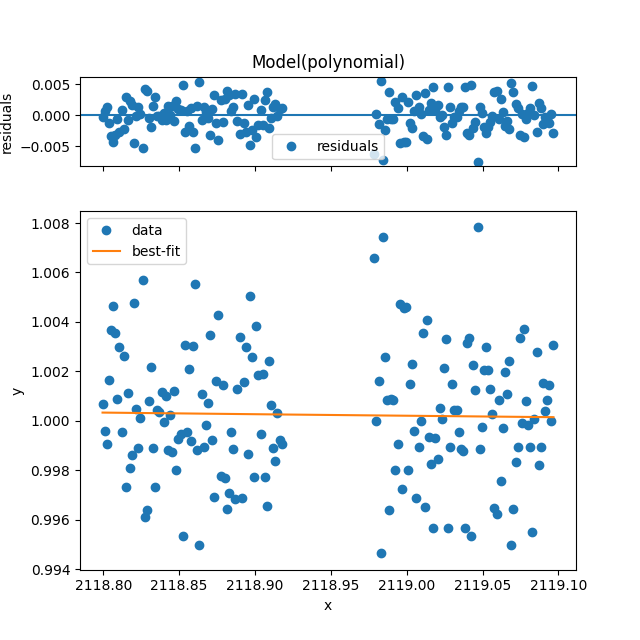 Model(polynomial)
residuals
0.005
0.000
−0.005
residuals
y
1.008
1.006
1.004
1.002
1.000
0.998
0.996
0.994
data
best-fit
2118.80 2118.85 2118.90 2118.95 2119.00 2119.05 2119.10
x